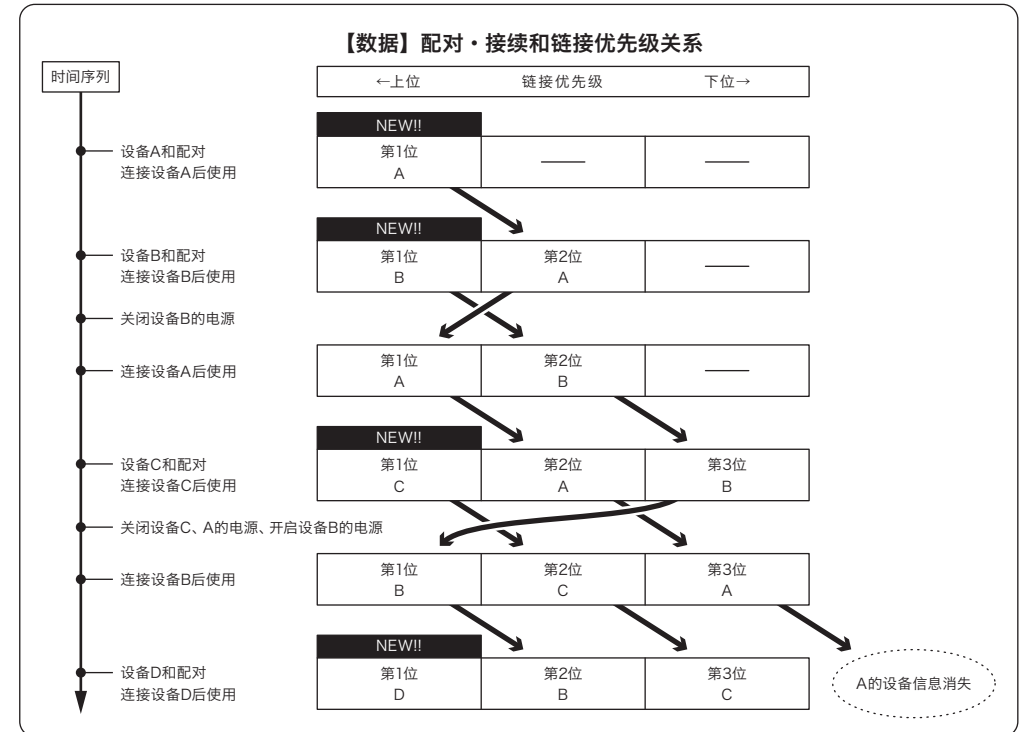 【数据】配对・接续和链接优先级关系
时间序列
←上位 链接优先级 下位→
NEW!!
设备A和配对
连接设备A后使用
第1位
A
NEW!!
设备B和配对
连接设备B后使用
第1位 第2位
B A
关闭设备B的电源
连接设备A后使用
第1位 第2位
A B
NEW!!
设备C和配对
连接设备C后使用
第1位 第2位 第3位
C A B
关闭设备C、A的电源、开启设备B的电源
连接设备B后使用
第1位 第2位 第3位
B C A
NEW!!
设备D和配对
连接设备D后使用
第1位 第2位 第3位
D B C
A的设备信息消失